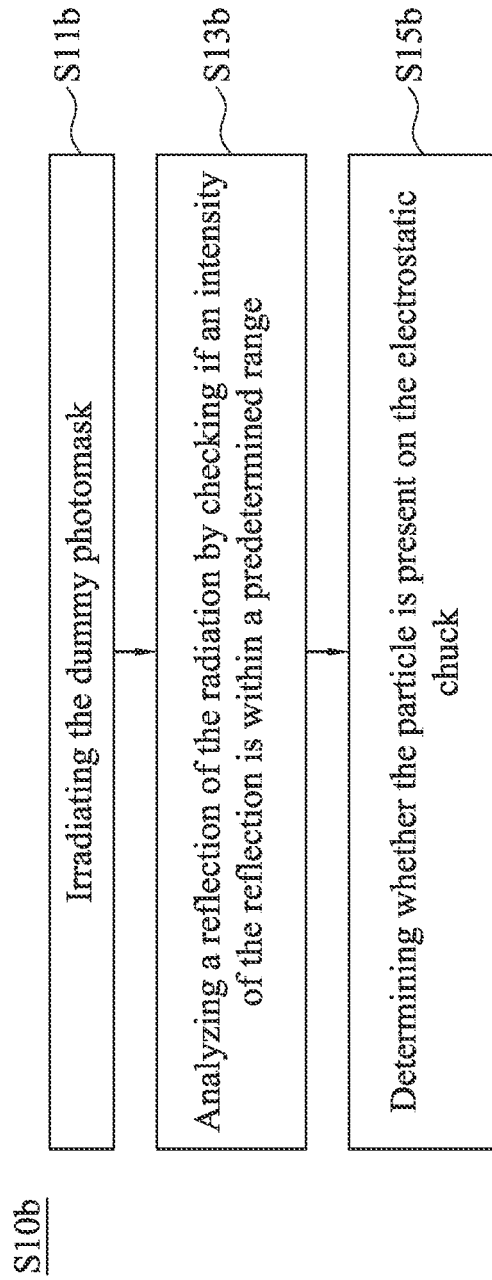 S10b
Irradiating the dummy photomask
S11b
Analyzing a reflection of the radiation by checking if an intensity
of the reflection is within a predetermined range
S13b
Determining whether the particle is present on the electrostatic
chuck
S15b